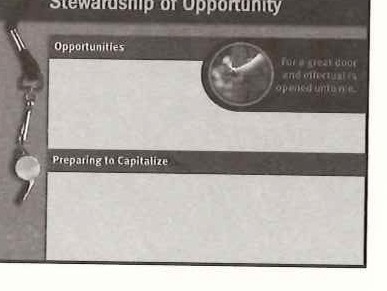 Stewardship of Opportunity
Opportunities
For a great door
and effectual is
opened unto me.
Preparing to Capitalize